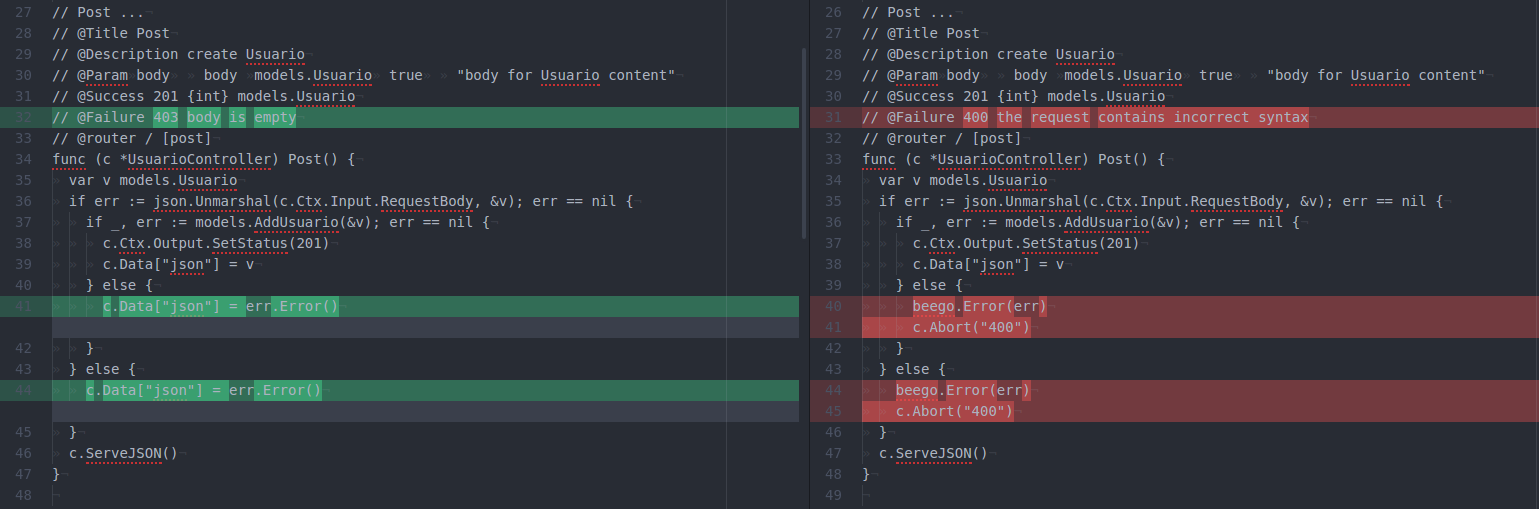 27 // Post ...
28 // @Title Post
29 // @Description create Usuario
30 // @Param body body models.Usuario true "body for Usuario content"
31 // @Success 201 {int} models.Usuario
32 // @Failure 403 body is empty
33 // @router / [post]
34 func (c *UsuarioController) Post() {
35 var v models.Usuario
36 if err := json.Unmarshal(c.Ctx.Input.RequestBody, &v); err == nil {
37 if _, err := models.AddUsuario(&v); err == nil {
38 c.Ctx.Output.SetStatus(201)
39 c.Data["json"] = v
40 } else {
41 c.Data["json"] = err.Error()
42 }
43 } else {
44 c.Data["json"] = err.Error()
45 }
46 c.ServeJSON()
47 }
48
26 // Post ...
27 // @Title Post
28 // @Description create Usuario
29 // @Param body body models.Usuario true "body for Usuario content"
30 // @Success 201 {int} models.Usuario
31 // @Failure 400 the request contains incorrect syntax
32 // @router / [post]
33 func (c *UsuarioController) Post() {
34 var v models.Usuario
35 if err := json.Unmarshal(c.Ctx.Input.RequestBody, &v); err == nil {
36 if _, err := models.AddUsuario(&v); err == nil {
37 c.Ctx.Output.SetStatus(201)
38 c.Data["json"] = v
39 } else {
40 beego.Error(err)
41 c.Abort("400")
42 }
43 } else {
44 beego.Error(err)
45 c.Abort("400")
46 }
47 c.ServeJSON()
48 }
49